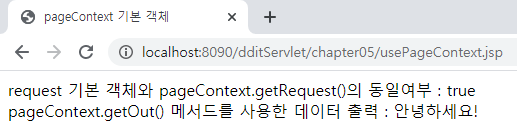 pageContext 기본 객체
localhost:8090/dditServlet/chapter05/usePageContext.jsp
request 기본 객체와 pageContext.getRequest()의 동일여부 : true
pageContext.getOut() 메서드를 사용한 데이터 출력 : 안녕하세요!